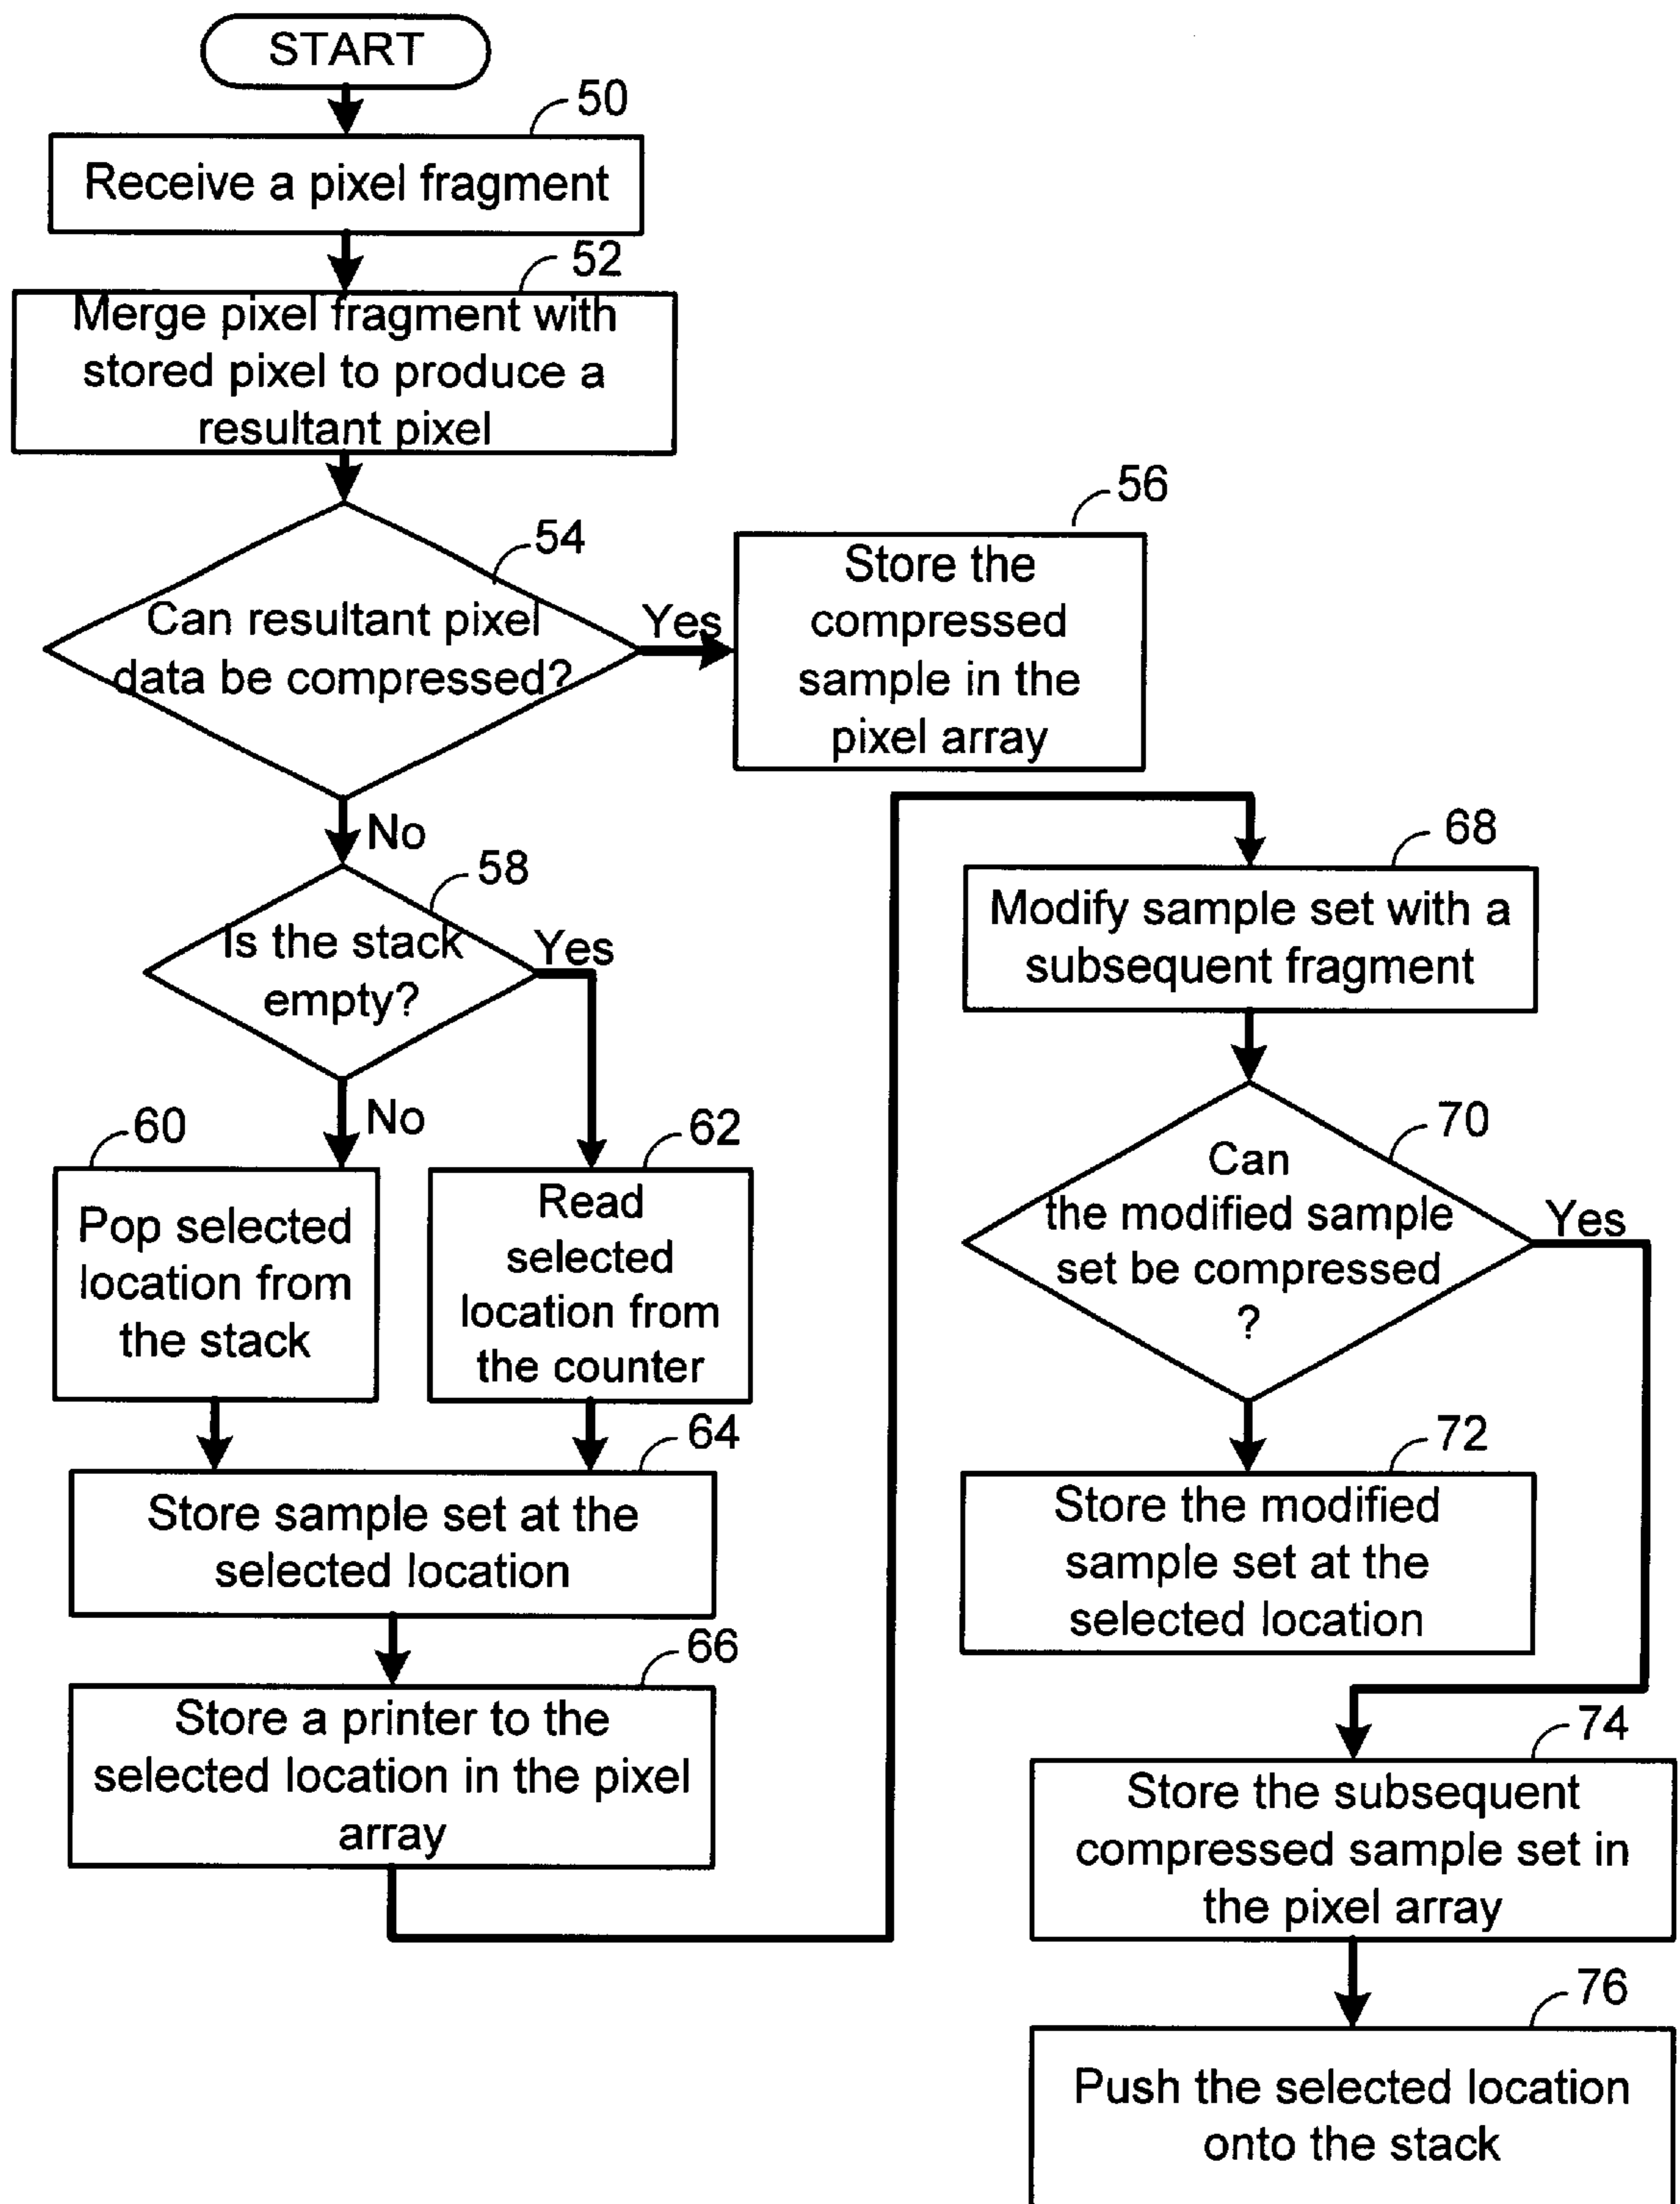 START
50
Receive a pixel fragment
52
Merge pixel fragment with
stored pixel to produce a
resultant pixel
54
Can resultant pixel
data be compressed?
Yes
56
Store the
compressed
sample in the
pixel array
No
58
Is the stack
empty?
Yes
No
60
Pop selected
location from
the stack
62
Read
selected
location from
the counter
64
Store sample set at the
selected location
66
Store a printer to the
selected location in the pixel
array
68
Modify sample set with a
subsequent fragment
70
Can
the modified sample
set be compressed
?
Yes
72
Store the modified
sample set at the
selected location
74
Store the subsequent
compressed sample set in
the pixel array
76
Push the selected location
onto the stack